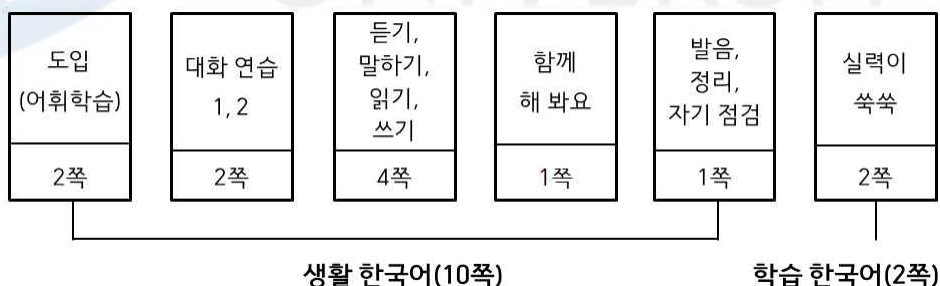 도입
(어휘학습)
2쪽
대화 연습
1, 2
2쪽
듣기,
말하기,
읽기,
쓰기
4쪽
함께
해 봐요
1쪽
발음,
정리,
자기 점검
1쪽
실력이
쑥쑥
2쪽
생활 한국어(10쪽)
학습 한국어(2쪽)